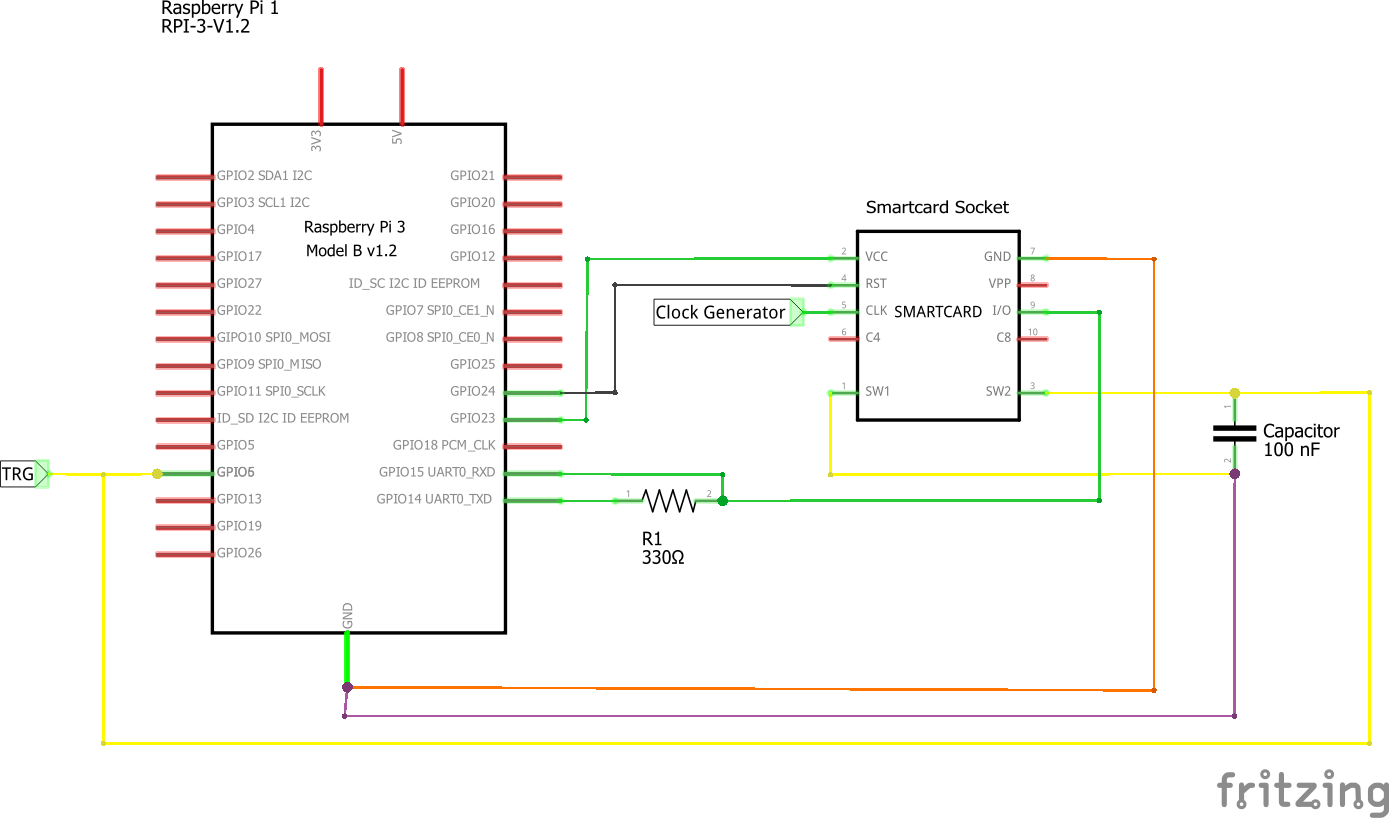 Raspberry Pi 1
RPI-3-V1.2
3V3
5V
GPIO2 SDA1 I2C
GPIO3 SCL1 I2C
GPIO4
GPIO17
GPIO27
GPIO22
GIPO10 SPI0_MOSI
GPIO9 SPI0_MISO
GPIO11 SPI0_SCLK
ID_SD I2C ID EEPROM
GPIO5
GPIO6
GPIO13
GPIO19
GPIO26
Raspberry Pi 3
Model B v1.2
GPIO21
GPIO20
GPIO16
GPIO12
ID_SC I2C ID EEPROM
GPIO7 SPI0_CE1_N
GPIO8 SPI0_CE0_N
GPIO25
GPIO24
GPIO23
GPIO18 PCM_CLK
GPIO15 UART0_RXD
GPIO14 UART0_TXD
GND
TRG
1
2
R1
330Ω
Clock Generator
Smartcard Socket
SMARTCARD
2 VCC
4 RST
5 CLK
6 C4
1 SW1
GND 7
VPP 8
I/O 9
C8 10
SW2 3
1
2
Capacitor
100 nF
fritzing